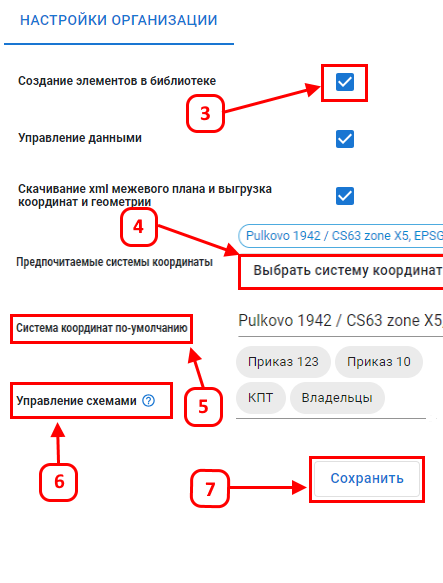 НАСТРОЙКИ ОРГАНИЗАЦИИ
Создание элементов в библиотеке
3
Управление данными
Скачивание xml межевого плана и выгрузка
координат и геометрии
4
Pulkovo 1942 / CS63 zone X5, EPSG
Предпочитаемые системы координаты
Выбрать систему координат
Система координат по-умолчанию
Pulkovo 1942 / CS63 zone X5,
Приказ 123 Приказ 10
Управление схемами
КПТ Владельцы
5
6
7
Сохранить